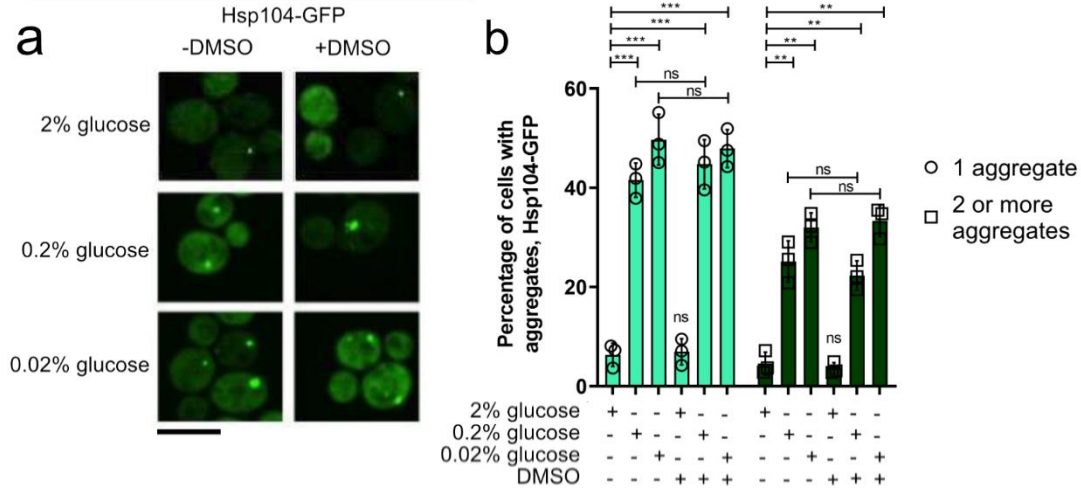 a
Hsp104-GFP
-DMSO +DMSO
2% glucose
0.2% glucose
0.02% glucose
b
Percentage of cells with
aggregates, Hsp104-GFP
60
40
20
0
*** **
*** **
*** **
*** **
ns
ns
ns
ns
ns
ns
1 aggregate
2 or more
aggregates
2% glucose + - - + - - + - - + - -
0.2% glucose - + - - + - - + - - + -
0.02% glucose - - + - - + - - + - - +
DMSO - - - + + + - - - + + +